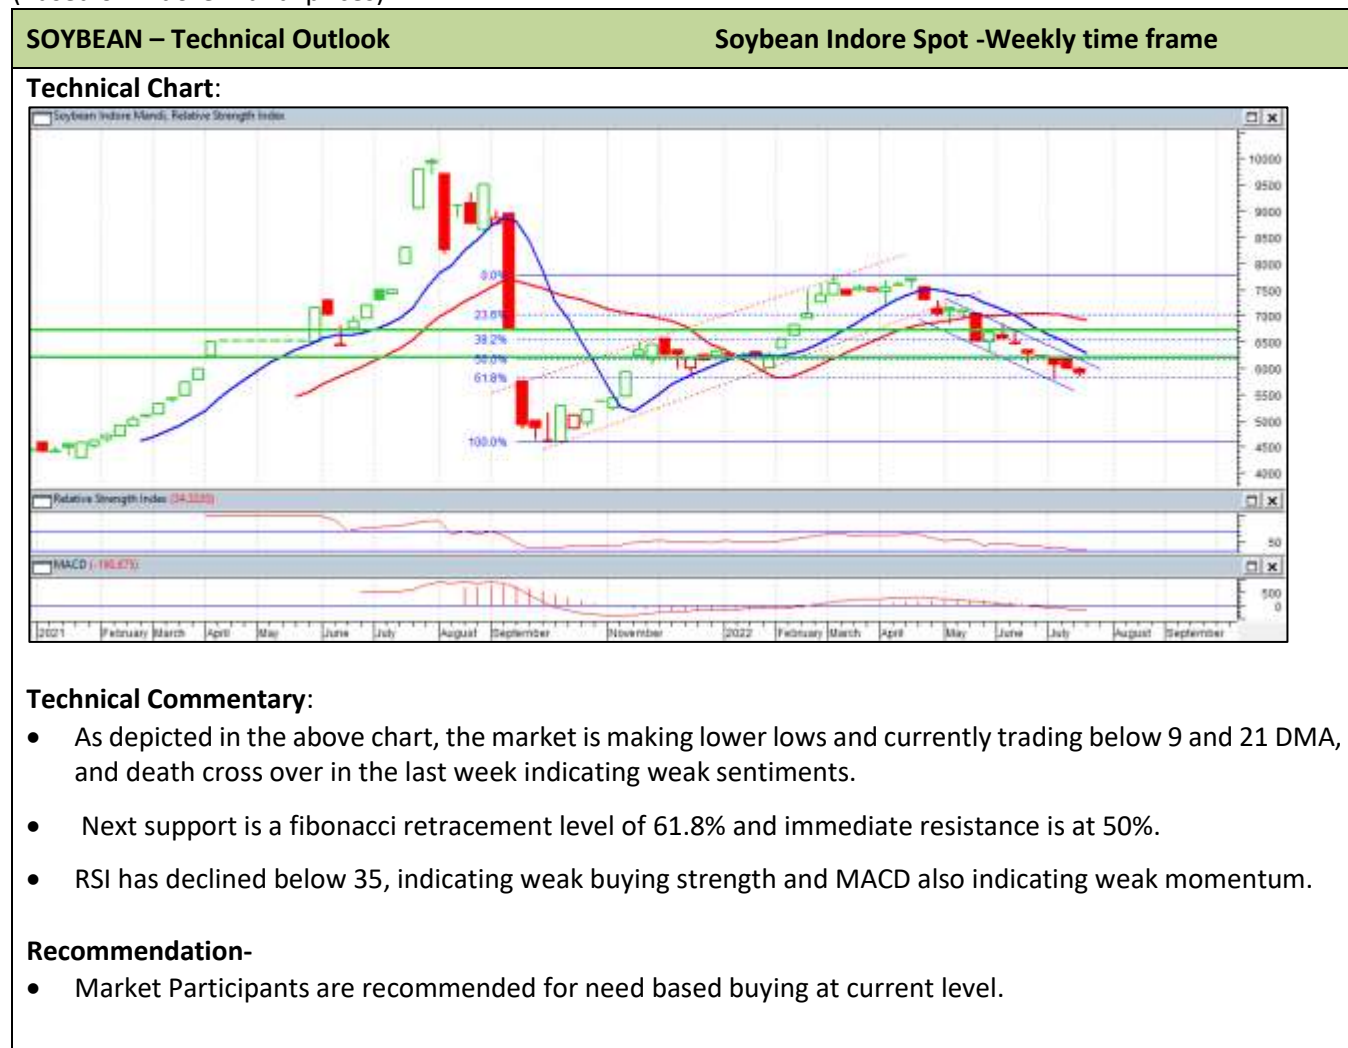 SOYBEAN – Technical Outlook
Soybean Indore Spot -Weekly time frame
Technical Chart:
Soybean Indore Mandi, Relative Strength Index
10000
9500
9000
8500
8000
7500
7000
6500
6000
5500
5000
4500
4000
0.0%
23.6%
38.2%
50.0%
61.8%
100.0%
Relative Strength Index
50
MACD
500
0
2021 February March April May June July August September November 2022 February March April May June July August September
Technical Commentary:
• As depicted in the above chart, the market is making lower lows and currently trading below 9 and 21 DMA,
and death cross over in the last week indicating weak sentiments.
• Next support is a fibonacci retracement level of 61.8% and immediate resistance is at 50%.
• RSI has declined below 35, indicating weak buying strength and MACD also indicating weak momentum.
Recommendation-
• Market Participants are recommended for need based buying at current level.